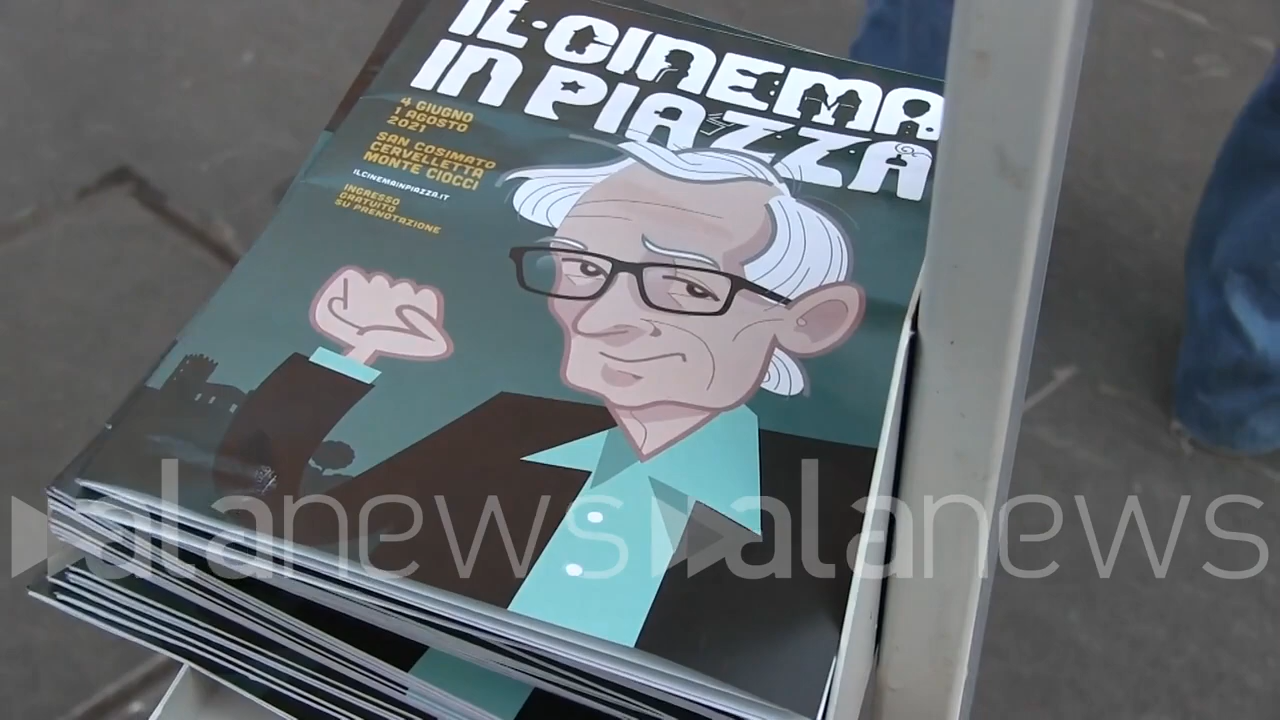 IL·CINEMA
IN PIAZZA
4 GIUGNO
1 AGOSTO
2021
SAN COSIMATO
CERVELLETTA
MONTE CIOCCI
ILCINEMAINPIAZZA.IT
INGRESSO
GRATUITO
SU PRENOTAZIONE
alanews alanews